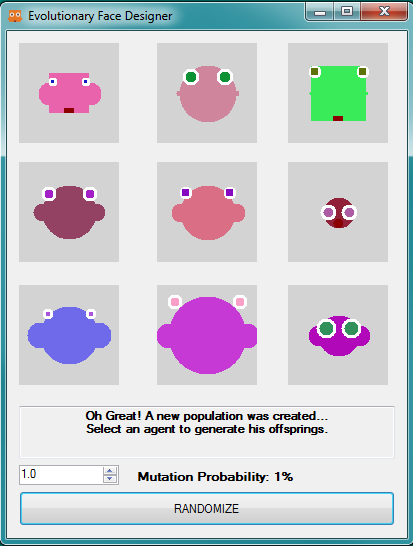 Evolutionary Face Designer
Oh Great! A new population was created...
Select an agent to generate his offsprings.
1.0
Mutation Probability: 1%
RANDOMIZE